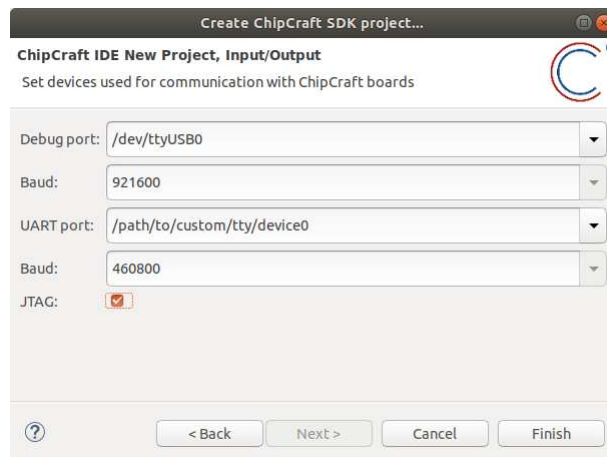 Create ChipCraft SDK project...
ChipCraft IDE New Project, Input/Output
Set devices used for communication with ChipCraft boards
Debug port: /dev/ttyUSB0
Baud: 921600
UART port: /path/to/custom/tty/device0
Baud: 460800
JTAG:
? < Back Next > Cancel Finish